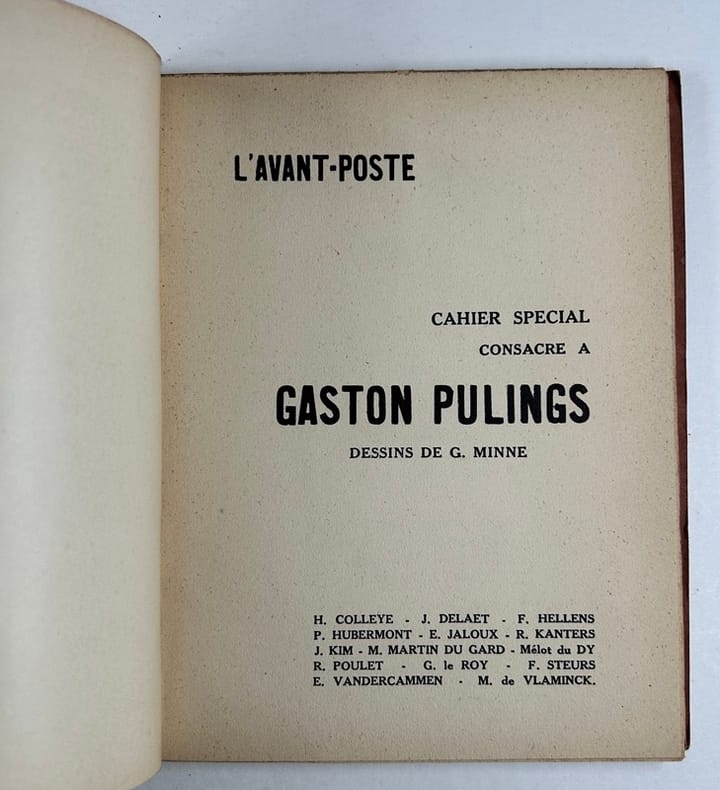 L'AVANT-POSTE
CAHIER SPECIAL
CONSACRE A
GASTON PULINGS
DESSINS DE G. MINNE
H. COLLEYE - J. DELAET - F. HELLENS
P. HUBERMONT - E. JALOUX - R. KANTERS
J. KIM - M. MARTIN DU GARD - Mélot du DY
R. POULET - G. le ROY - F. STEURS
E. VANDERCAMMEN - M. de VLAMINCK.